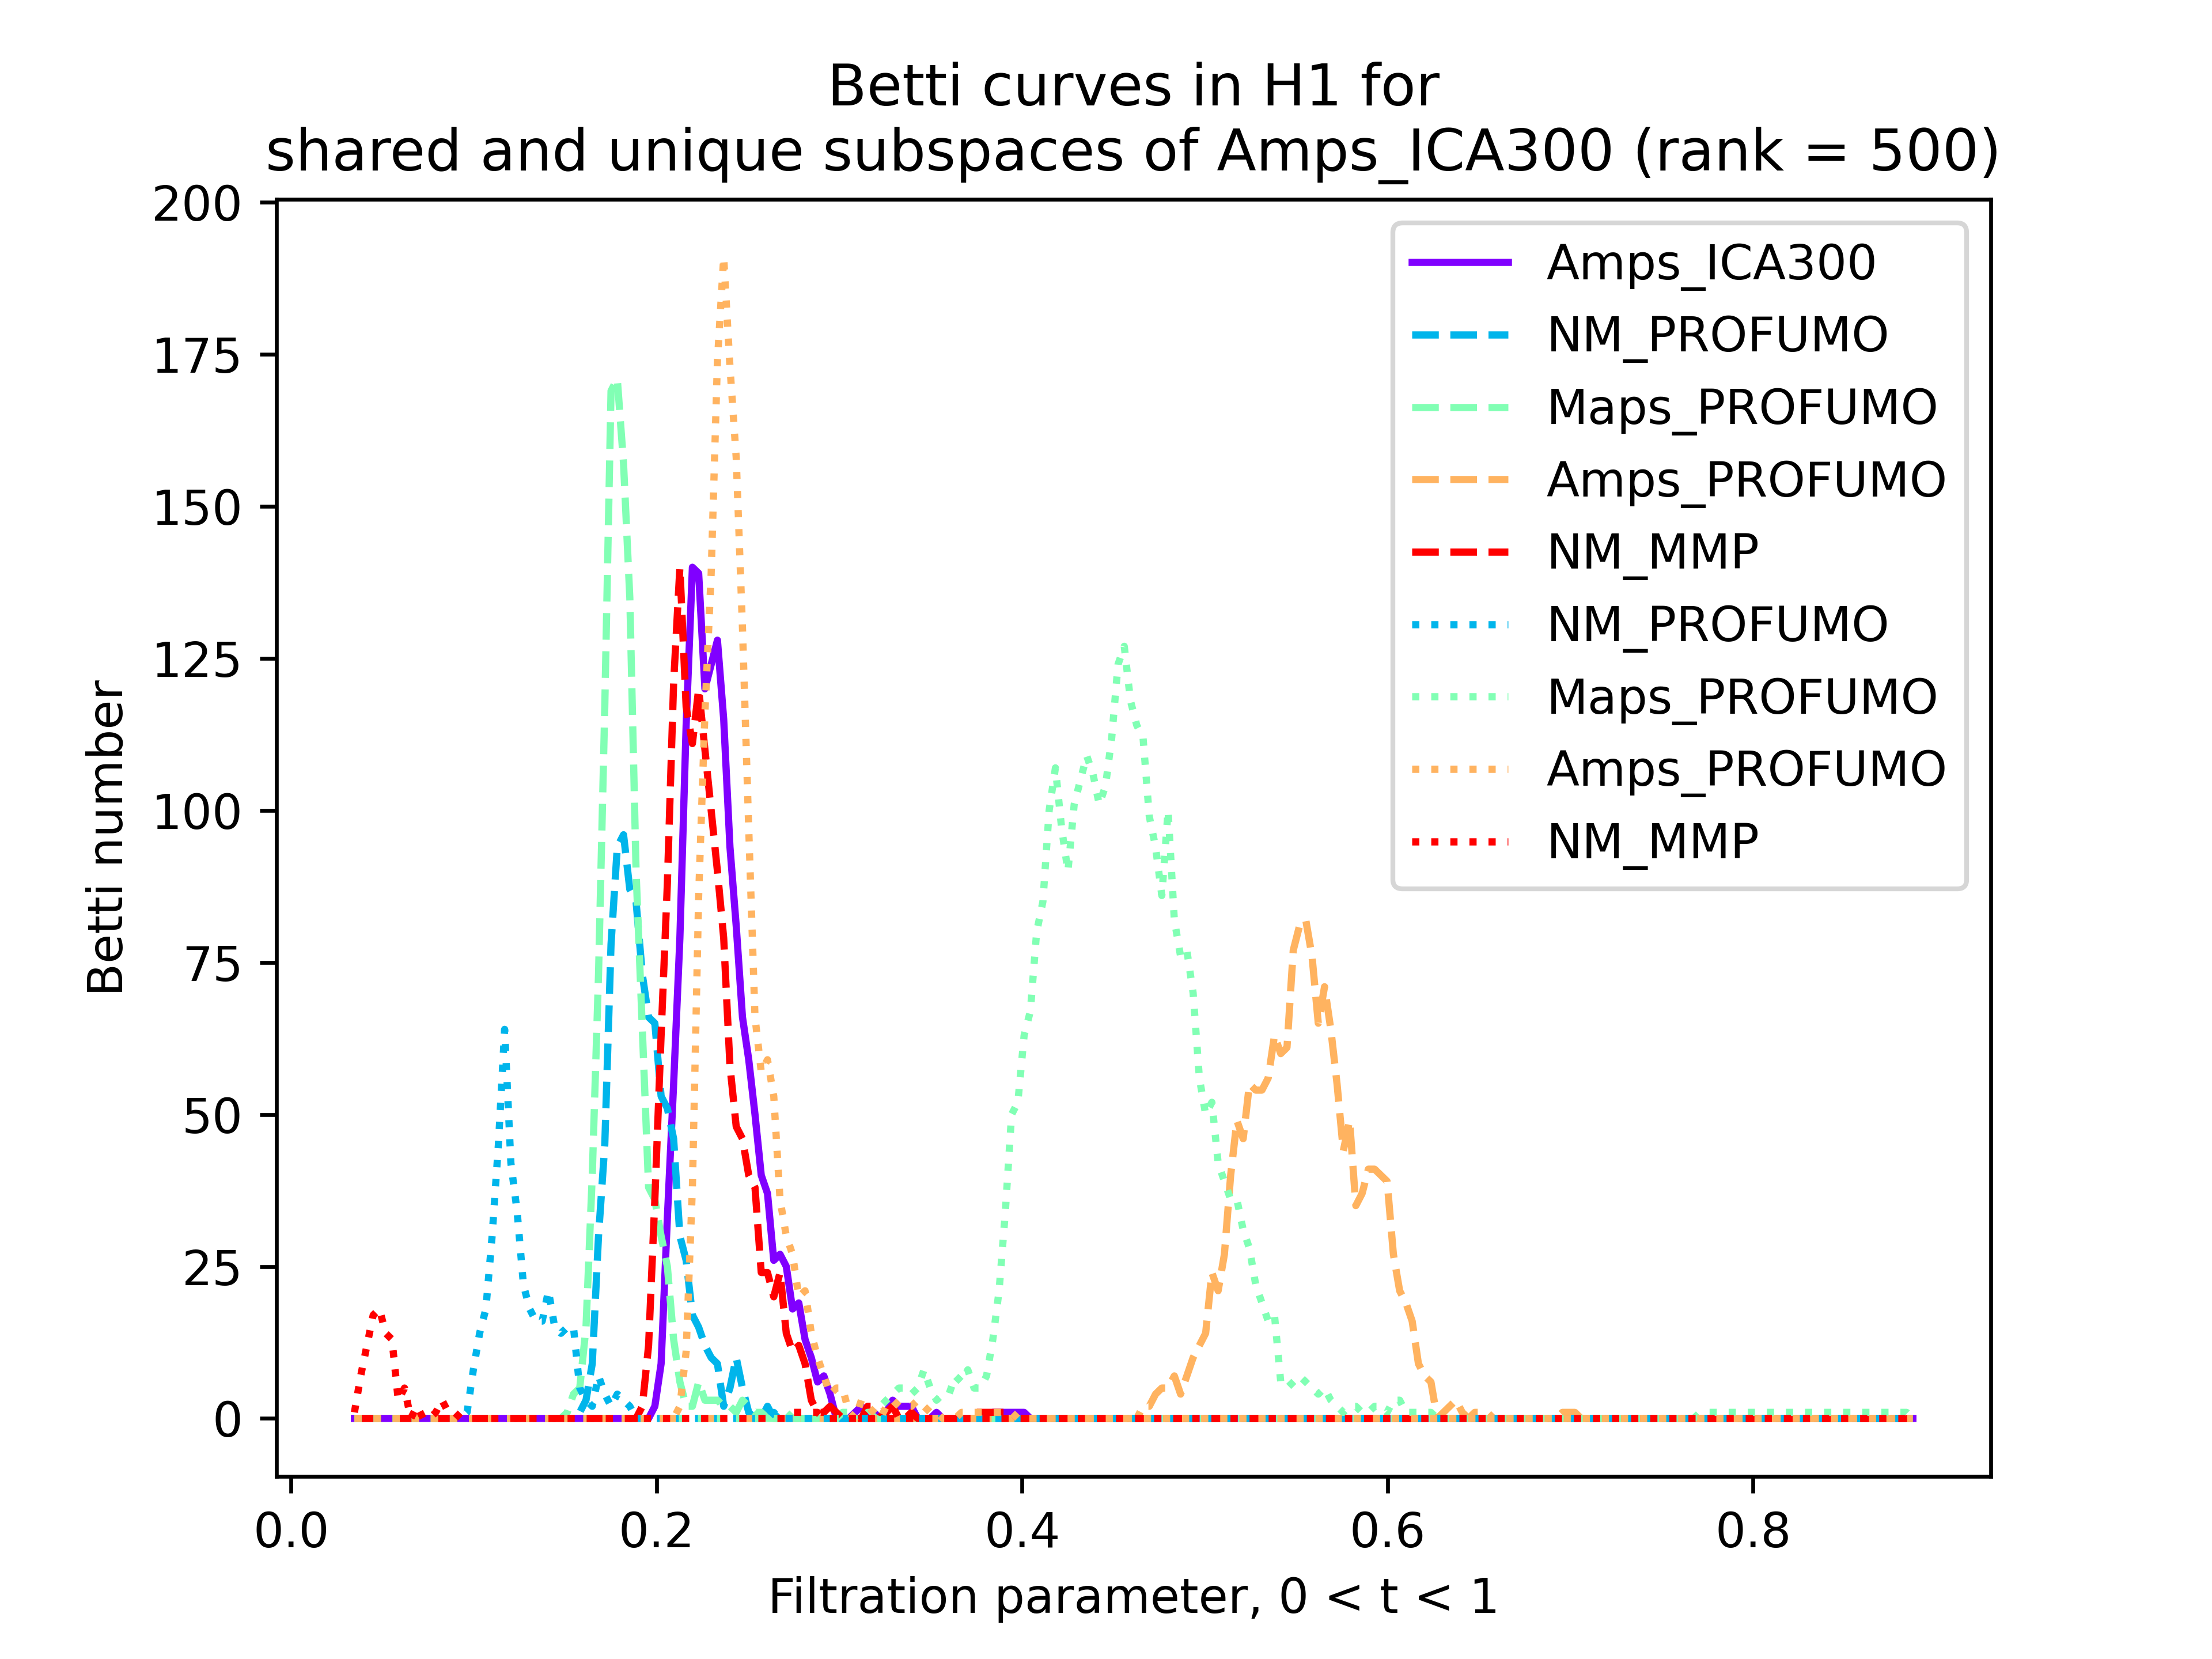 Betti curves in H1 for
shared and unique subspaces of Amps_ICA300 (rank = 500)
200
175
150
125
100
75
50
25
0
Betti number
Amps_ICA300
NM_PROFUMO
Maps_PROFUMO
Amps_PROFUMO
NM_MMP
NM_PROFUMO
Maps_PROFUMO
Amps_PROFUMO
NM_MMP
0.0 0.2 0.4 0.6 0.8
Filtration parameter, 0 < t < 1